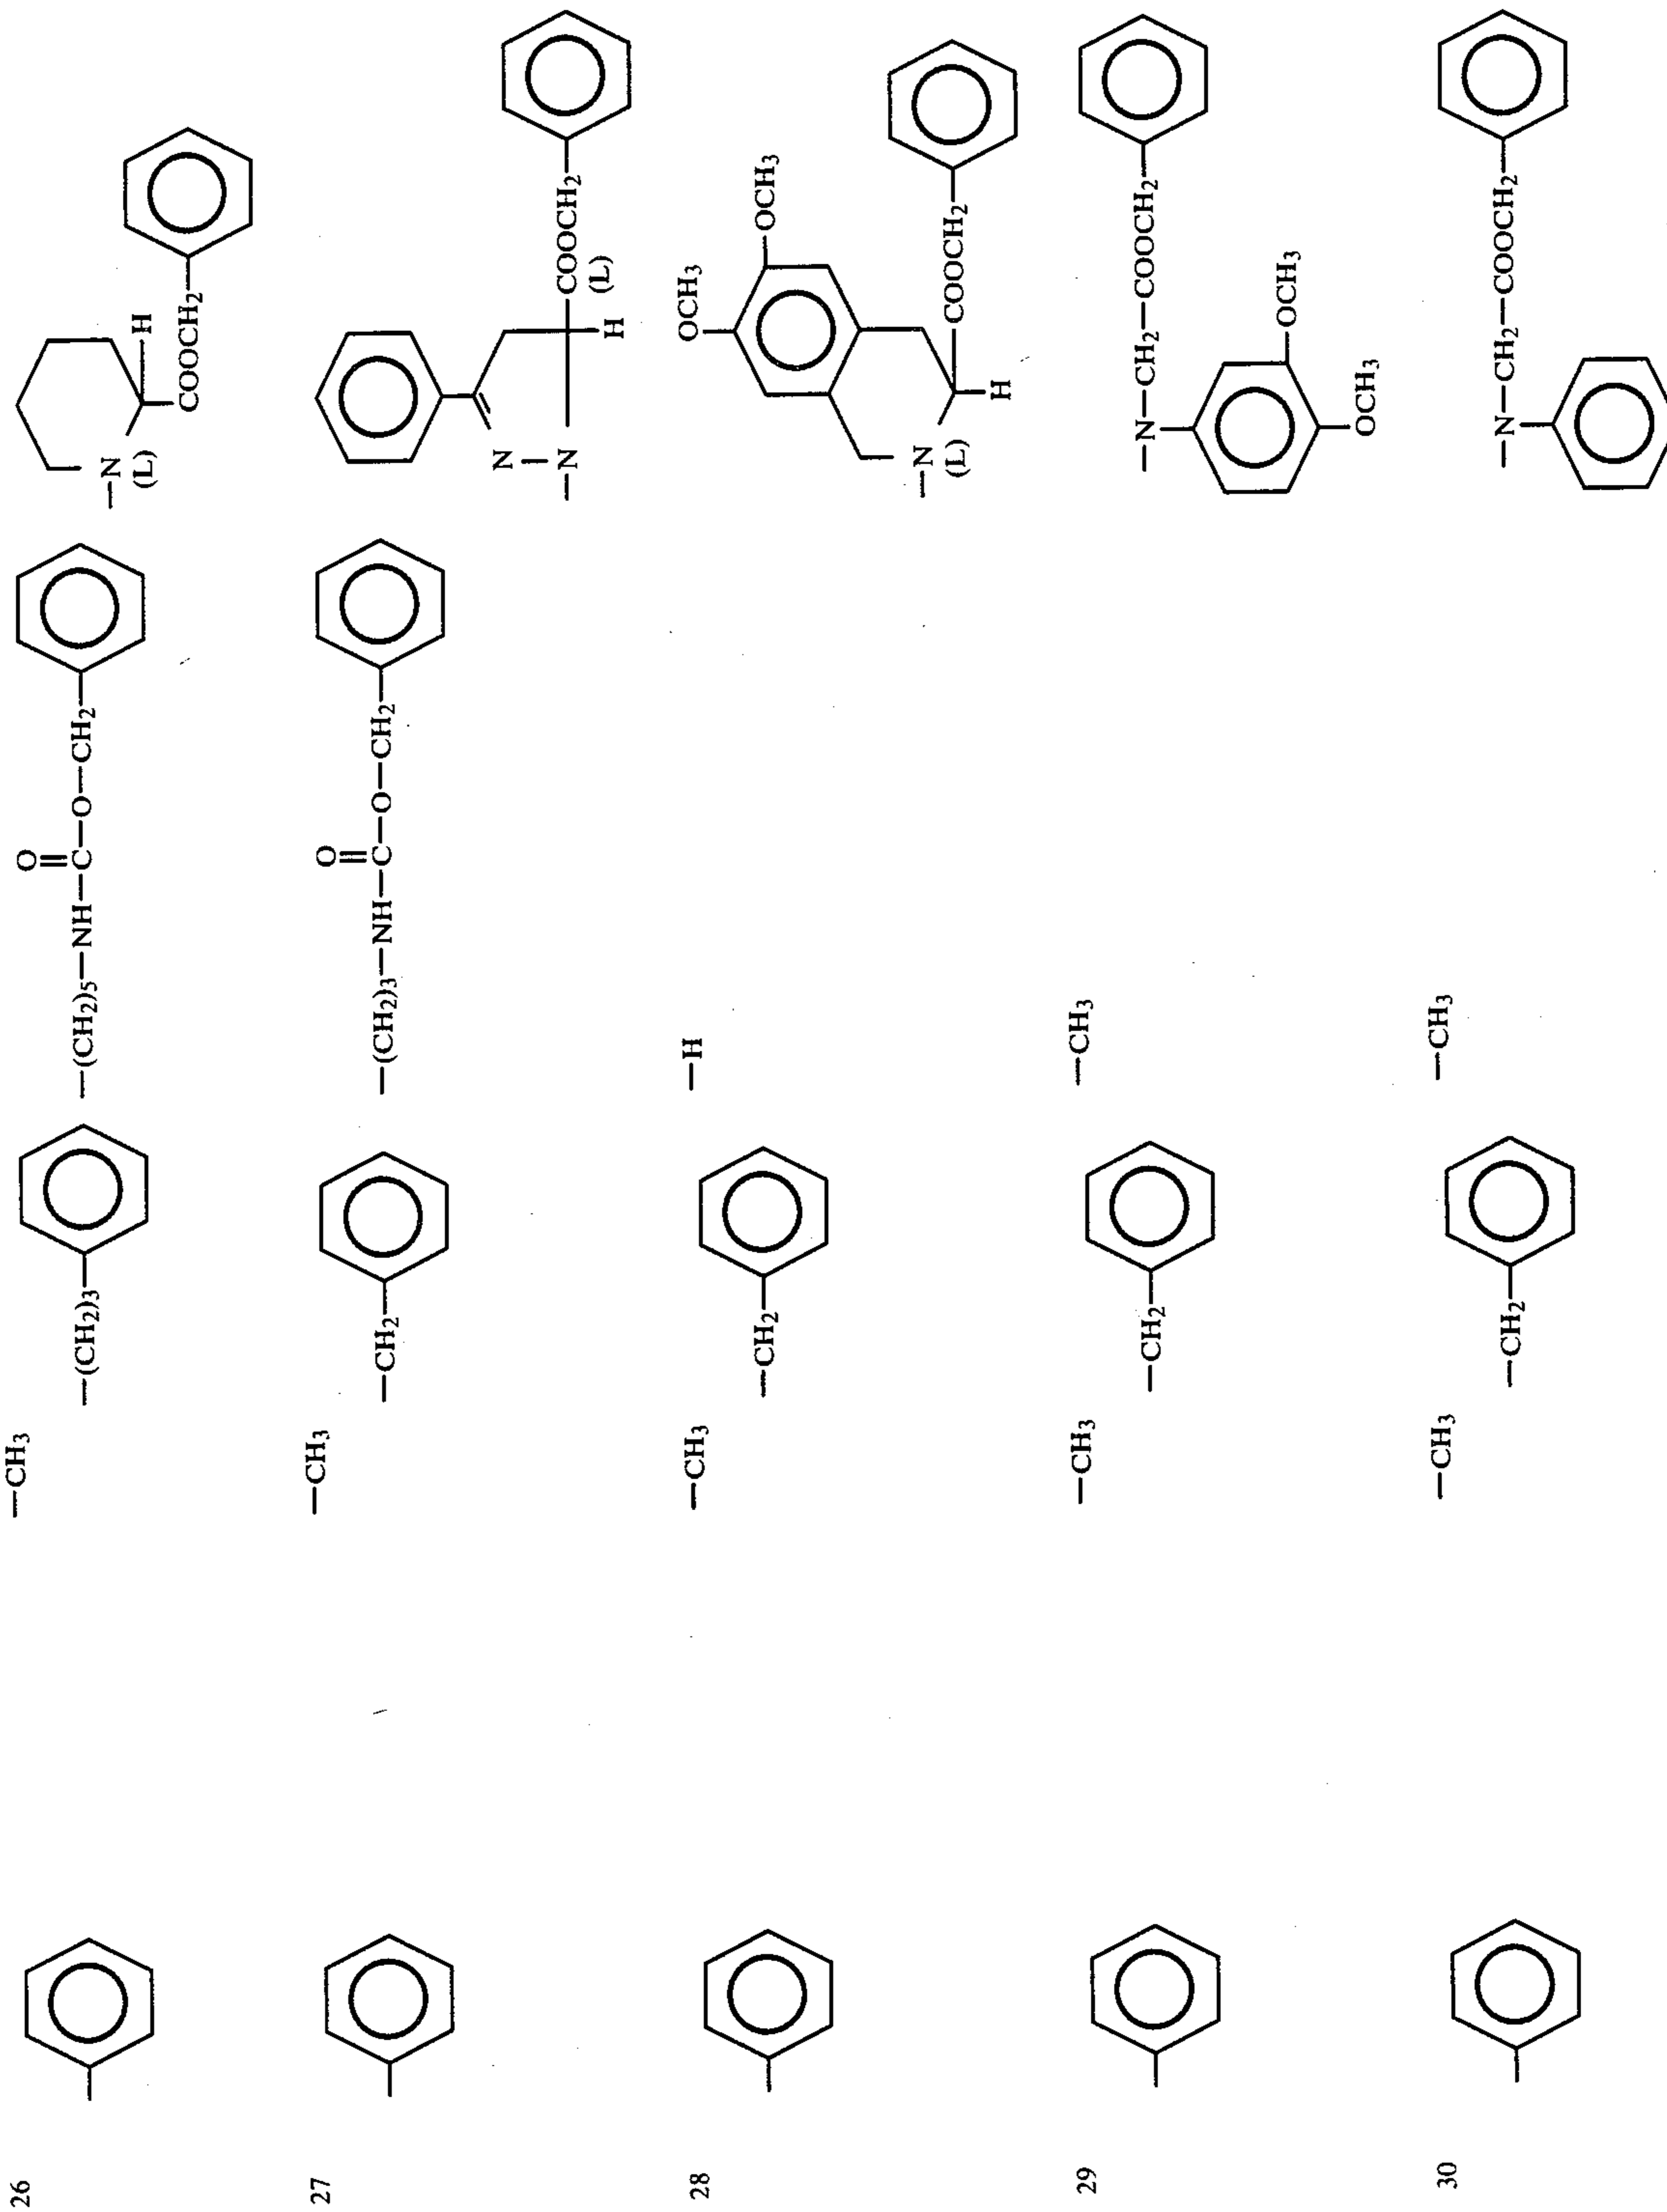 26 —CH3 —(CH2)3— —(CH2)5—NH—C—O—CH2—
O
—N
(L)
H
COOCH2—
27 —CH3 —CH2— —(CH2)3—NH—C—O—CH2—
O
N
—N
H
COOCH2—
(L)
28 —CH3 —CH2— —H
OCH3
OCH3
—N
(L)
H
COOCH2—
29 —CH3 —CH2— —CH3
—N—CH2—COOCH2—
OCH3
OCH3
30 —CH3 —CH2— —CH3
—N—CH2—COOCH2—